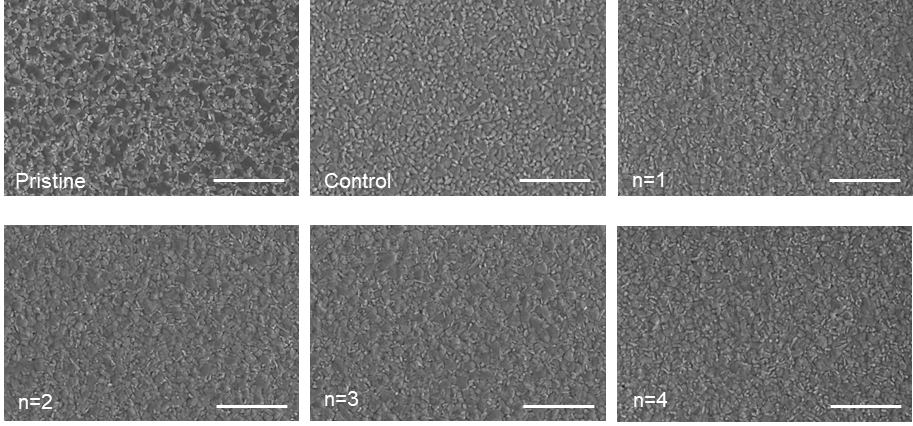 Pristine
Control
n=1
n=2
n=3
n=4